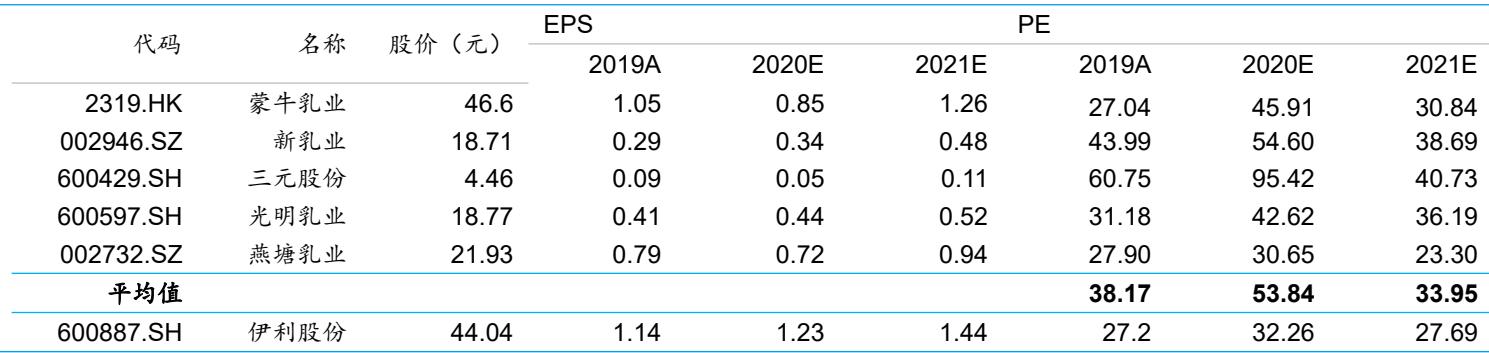 代码 名称 股价（元） EPS PE
2019A 2020E 2021E 2019A 2020E 2021E
2319.HK 蒙牛乳业 46.6 1.05 0.85 1.26 27.04 45.91 30.84
002946.SZ 新乳业 18.71 0.29 0.34 0.48 43.99 54.60 38.69
600429.SH 三元股份 4.46 0.09 0.05 0.11 60.75 95.42 40.73
600597.SH 光明乳业 18.77 0.41 0.44 0.52 31.18 42.62 36.19
002732.SZ 燕塘乳业 21.93 0.79 0.72 0.94 27.90 30.65 23.30
平均值 38.17 53.84 33.95
600887.SH 伊利股份 44.04 1.14 1.23 1.44 27.2 32.26 27.69